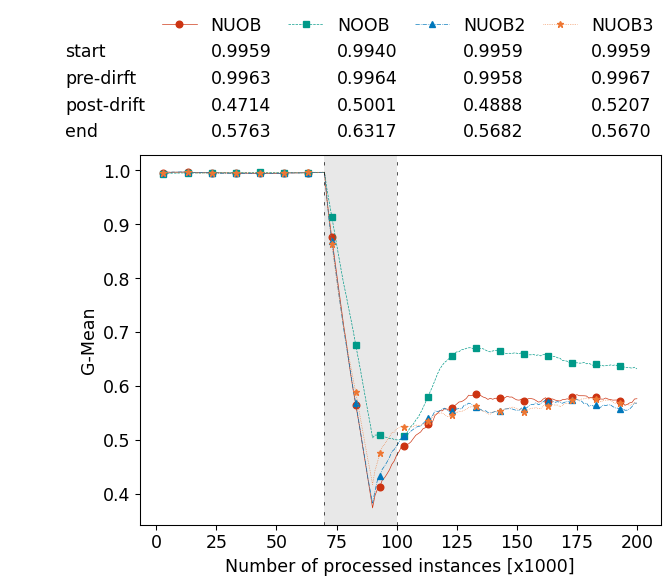 NUOB NOOB NUOB2 NUOB3
start 0.9959 0.9940 0.9959 0.9959
pre-dirft 0.9963 0.9964 0.9958 0.9967
post-drift 0.4714 0.5001 0.4888 0.5207
end 0.5763 0.6317 0.5682 0.5670
1.0
0.9
0.8
0.7
0.6
0.5
0.4
G-Mean
0 25 50 75 100 125 150 175 200
Number of processed instances [x1000]